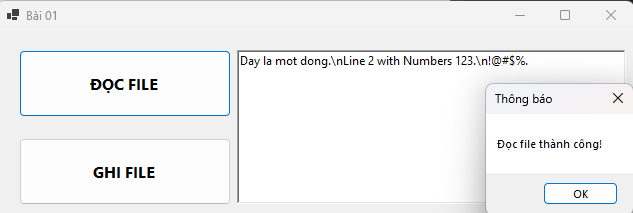 Bài 01
ĐỌC FILE
GHI FILE
Day la mot dong.\nLine 2 with Numbers 123.\n!@#$%.
Thông báo
Đọc file thành công!
OK